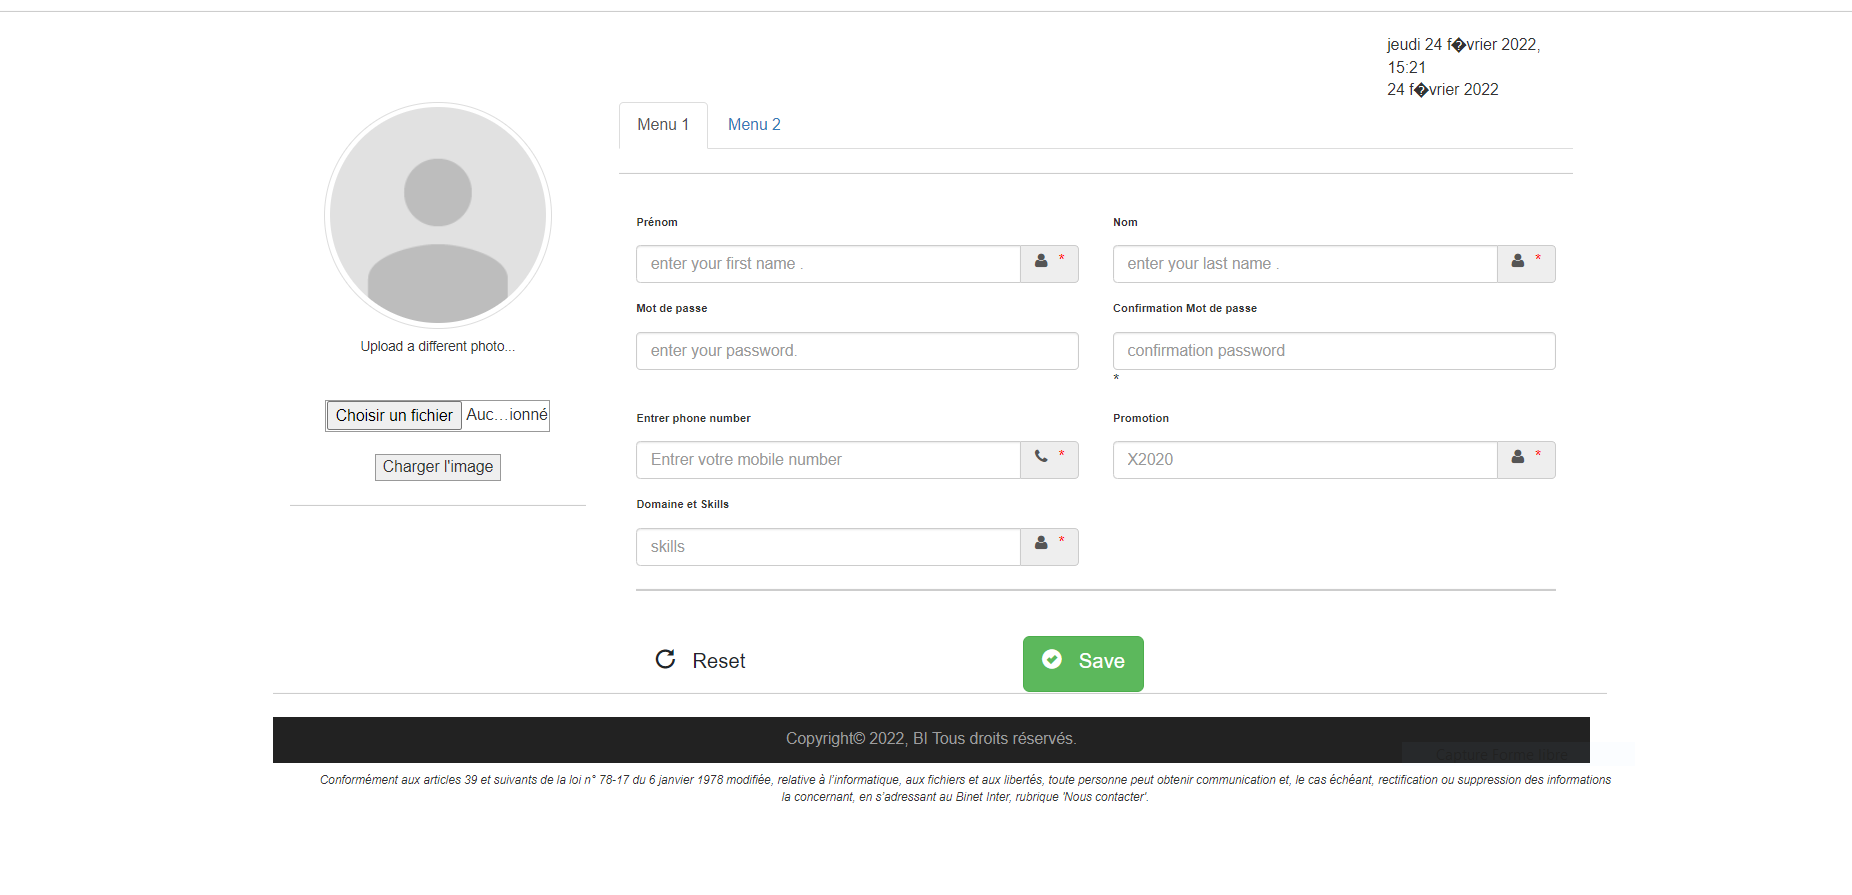 jeudi 24 f�vrier 2022,
15:21
24 f�vrier 2022
Menu 1 Menu 2
Prénom Nom
enter your first name . * enter your last name . *
Mot de passe Confirmation Mot de passe
enter your password. confirmation password
*
Entrer phone number Promotion
Entrer votre mobile number * X2020 *
Domaine et Skills
skills *
Upload a different photo...
Choisir un fichier Auc...ionné
Charger l'image
Reset Save
Copyright© 2022, BI Tous droits réservés.
Capture Forme libre
Conformément aux articles 39 et suivants de la loi n° 78-17 du 6 janvier 1978 modifiée, relative à l'informatique, aux fichiers et aux libertés, toute personne peut obtenir communication et, le cas échéant, rectification ou suppression des informations
la concernant, en s'adressant au Binet Inter, rubrique 'Nous contacter'.